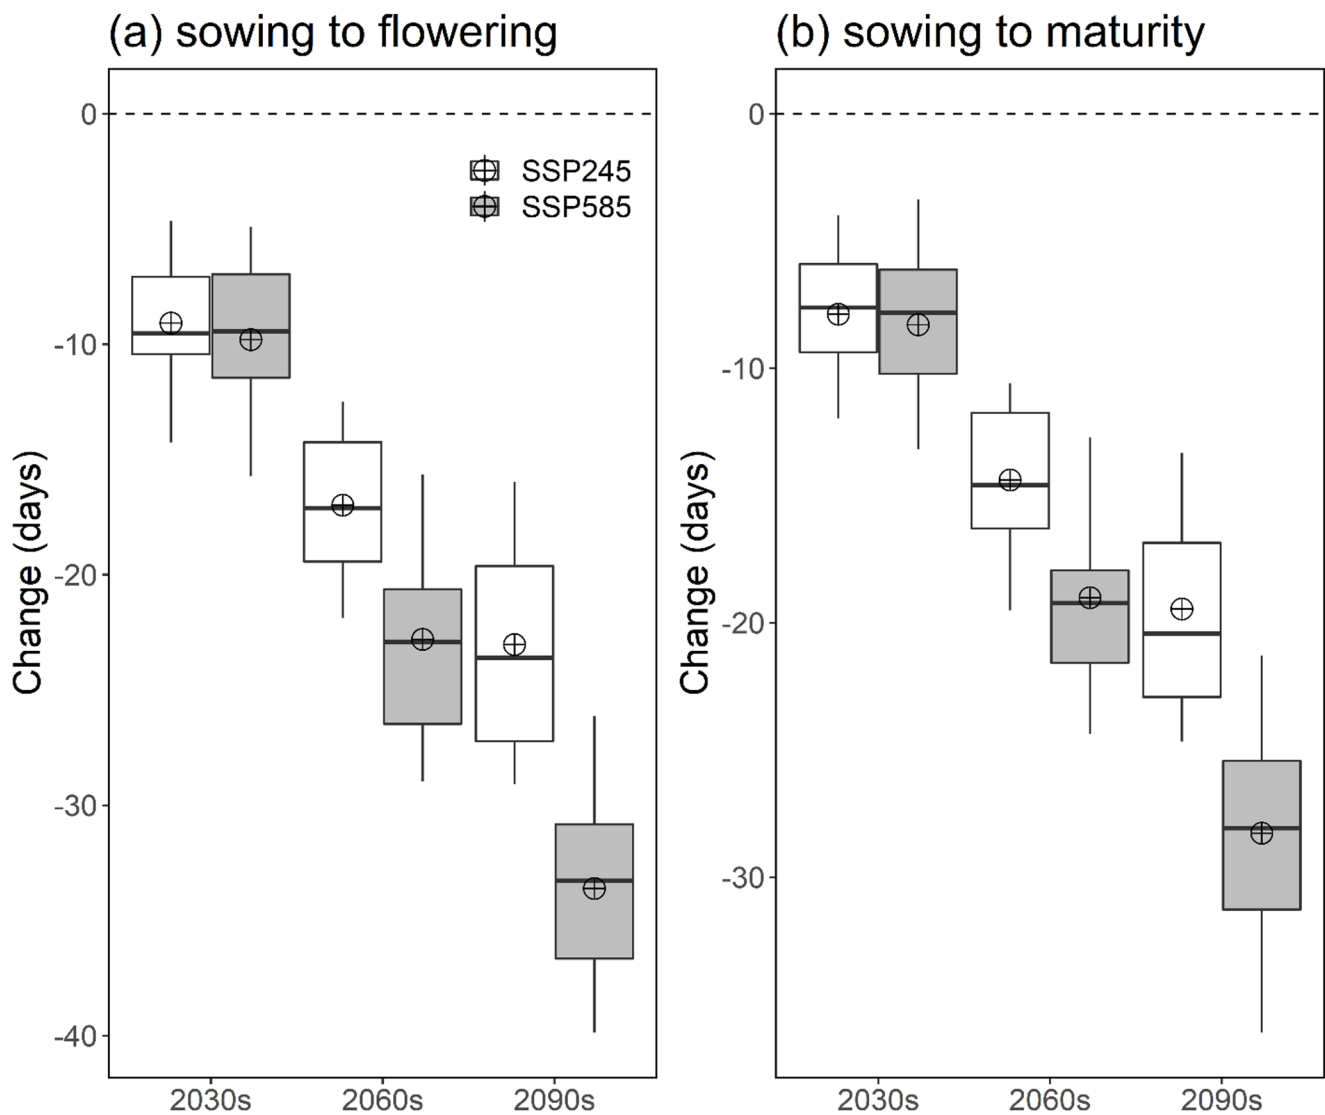 (a) sowing to flowering
Change (days)
0
-10
-20
-30
-40
SSP245
SSP585
2030s
2060s
2090s
(b) sowing to maturity
Change (days)
0
-10
-20
-30
2030s
2060s
2090s